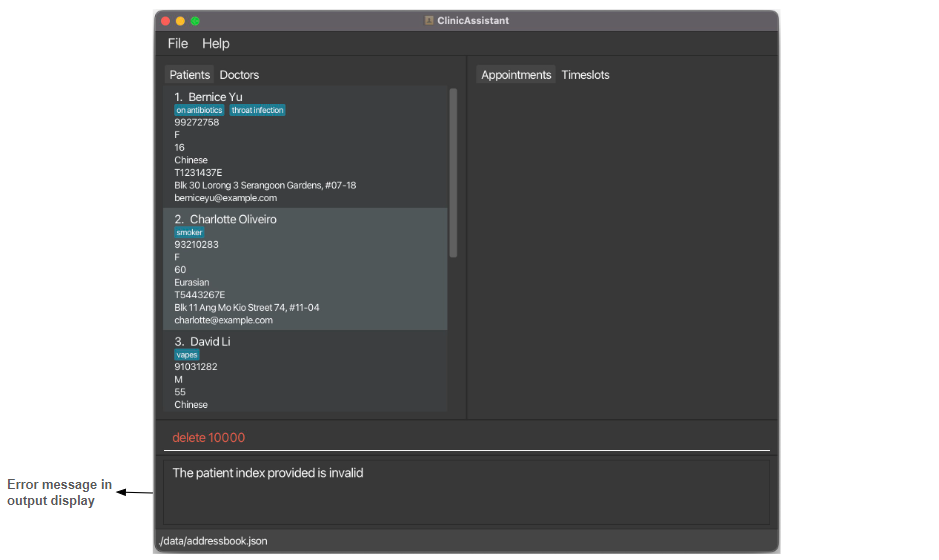 ClinicAssistant
File Help
Patients Doctors
1. Bernice Yu
on antibiotics throat infection
99272758
F
16
Chinese
T1231437E
Blk 30 Lorong 3 Serangoon Gardens, #07-18
berniceyu@example.com
2. Charlotte Oliveiro
smoker
93210283
F
60
Eurasian
T5443267E
Blk 11 Ang Mo Kio Street 74, #11-04
charlotte@example.com
3. David Li
vapes
91031282
M
55
Chinese
Appointments Timeslots
delete 10000
The patient index provided is invalid
Error message in
output display
./data/addressbook.json